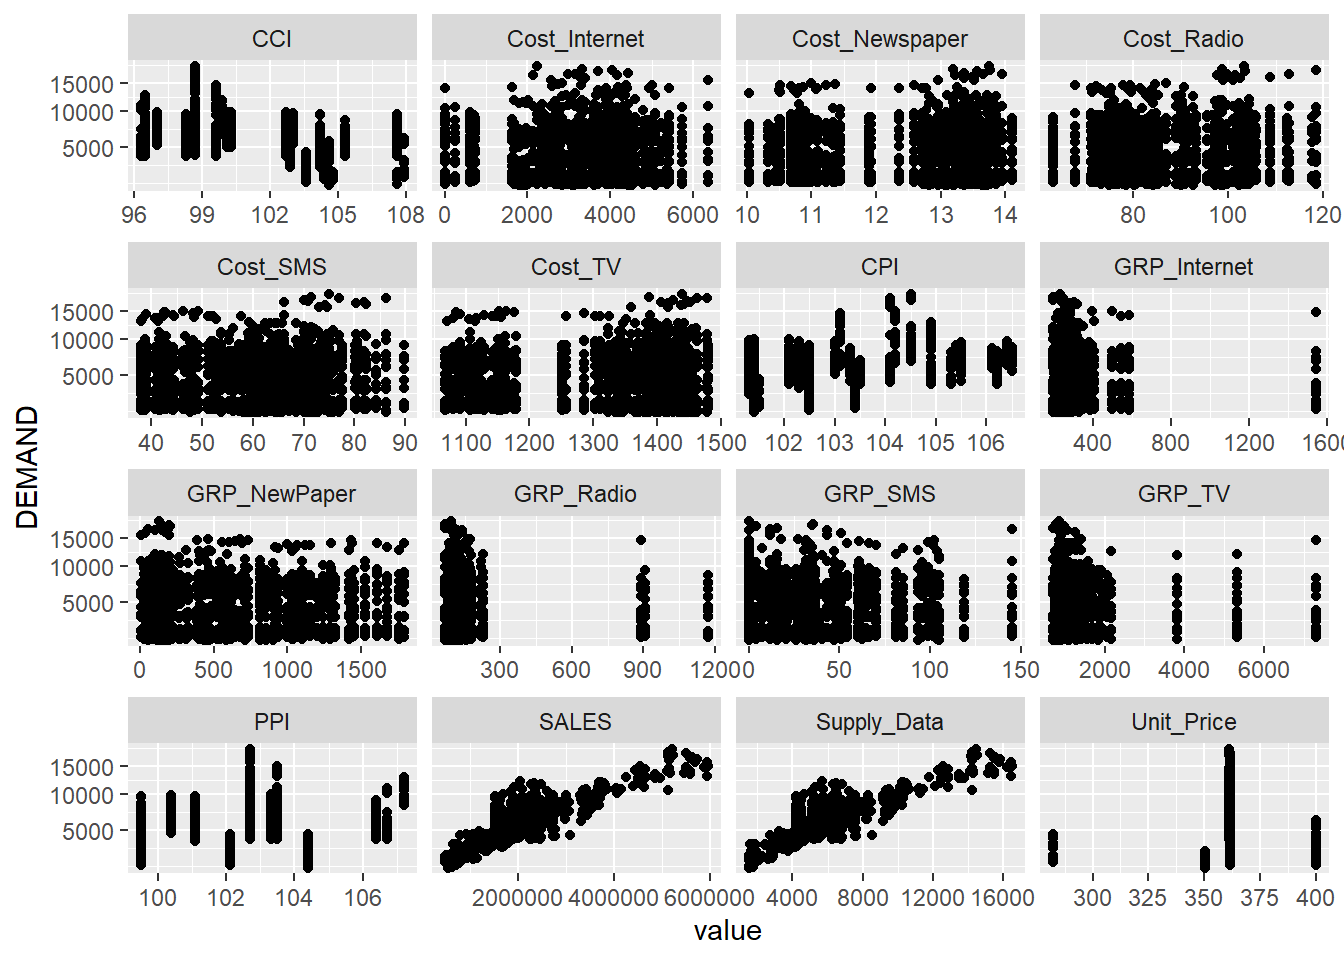 CCI Cost_Internet Cost_Newspaper Cost_Radio
15000
10000
5000
96 99 102 105 108 0 2000 4000 6000 10 11 12 13 14 80 100 120
Cost_SMS Cost_TV CPI GRP_Internet
15000
10000
5000
40 50 60 70 80 90 1100 1200 1300 1400 1500 102 103 104 105 106 400 800 1200 1600
DEMAND
GRP_NewPaper GRP_Radio GRP_SMS GRP_TV
15000
10000
5000
0 500 1000 1500 300 600 900 1200 0 50 100 150 2000 4000 6000
PPI SALES Supply_Data Unit_Price
15000
10000
5000
100 102 104 106 2000000 4000000 6000000 4000 8000 12000 16000 300 325 350 375 400
value